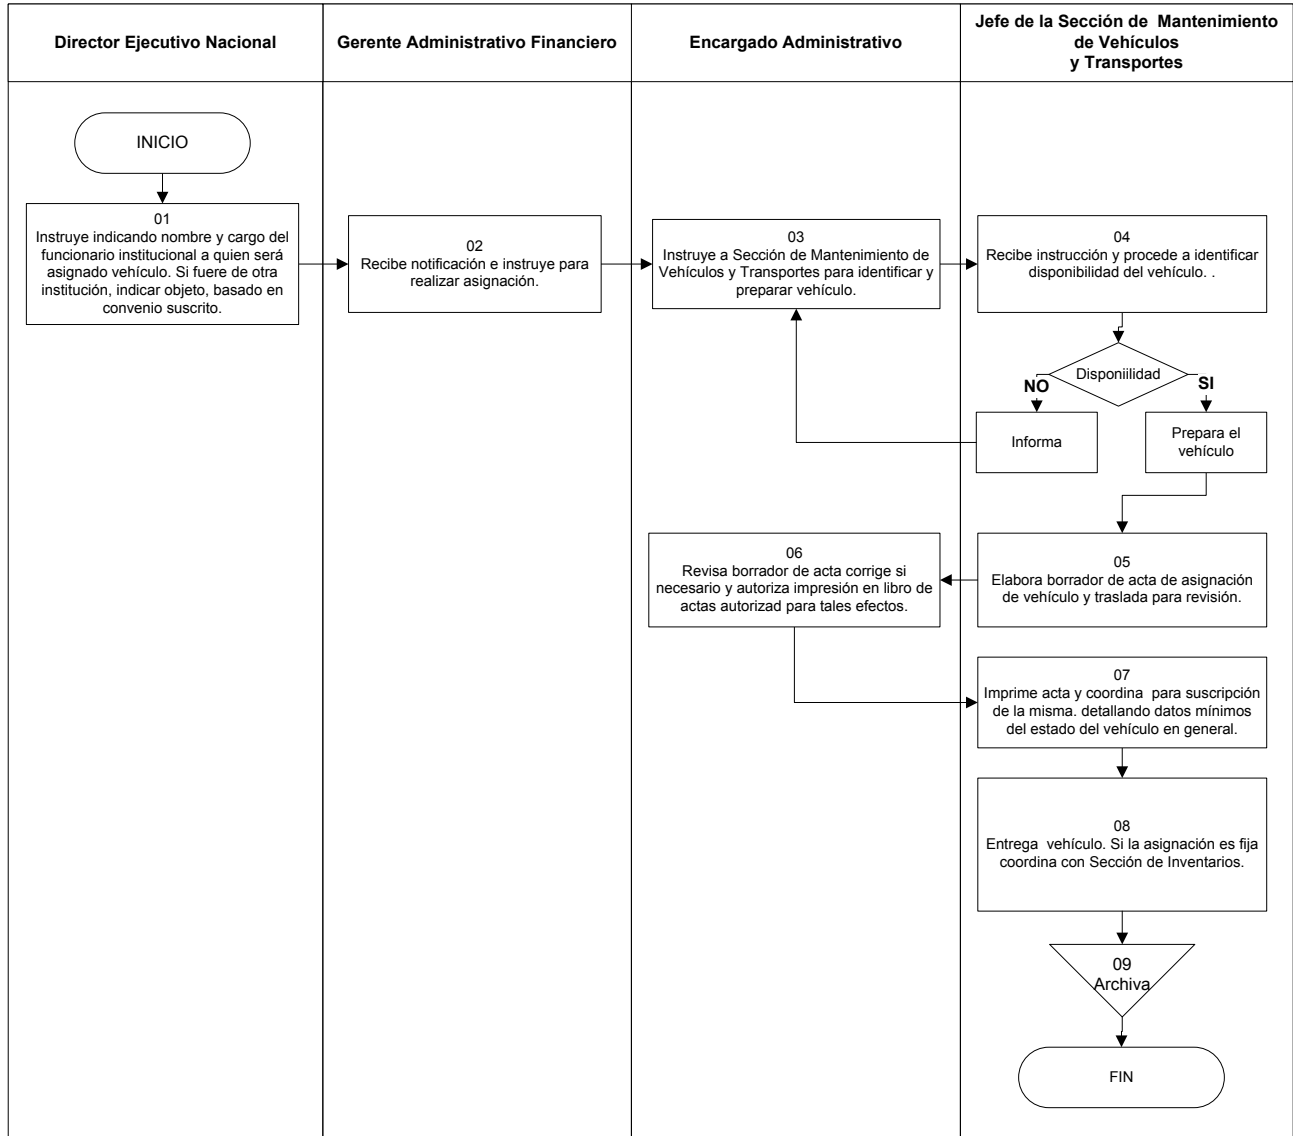 Director Ejecutivo Nacional
Gerente Administrativo Financiero
Encargado Administrativo
Jefe de la Sección de Mantenimiento
de Vehículos
y Transportes
INICIO
01
Instruye indicando nombre y cargo del
funcionario institucional a quien será
asignado vehículo. Si fuere de otra
institución, indicar objeto, basado en
convenio suscrito.
02
Recibe notificación e instruye para
realizar asignación.
03
Instruye a Sección de Mantenimiento de
Vehículos y Transportes para identificar y
preparar vehículo.
04
Recibe instrucción y procede a identificar
disponibilidad del vehículo. .
Disponiilidad
NO
SI
Informa
Prepara el
vehículo
05
Elabora borrador de acta de asignación
de vehículo y traslada para revisión.
06
Revisa borrador de acta corrige si
necesario y autoriza impresión en libro de
actas autorizad para tales efectos.
07
Imprime acta y coordina para suscripción
de la misma. detallando datos mínimos
del estado del vehículo en general.
08
Entrega vehículo. Si la asignación es fija
coordina con Sección de Inventarios.
09
Archiva
FIN